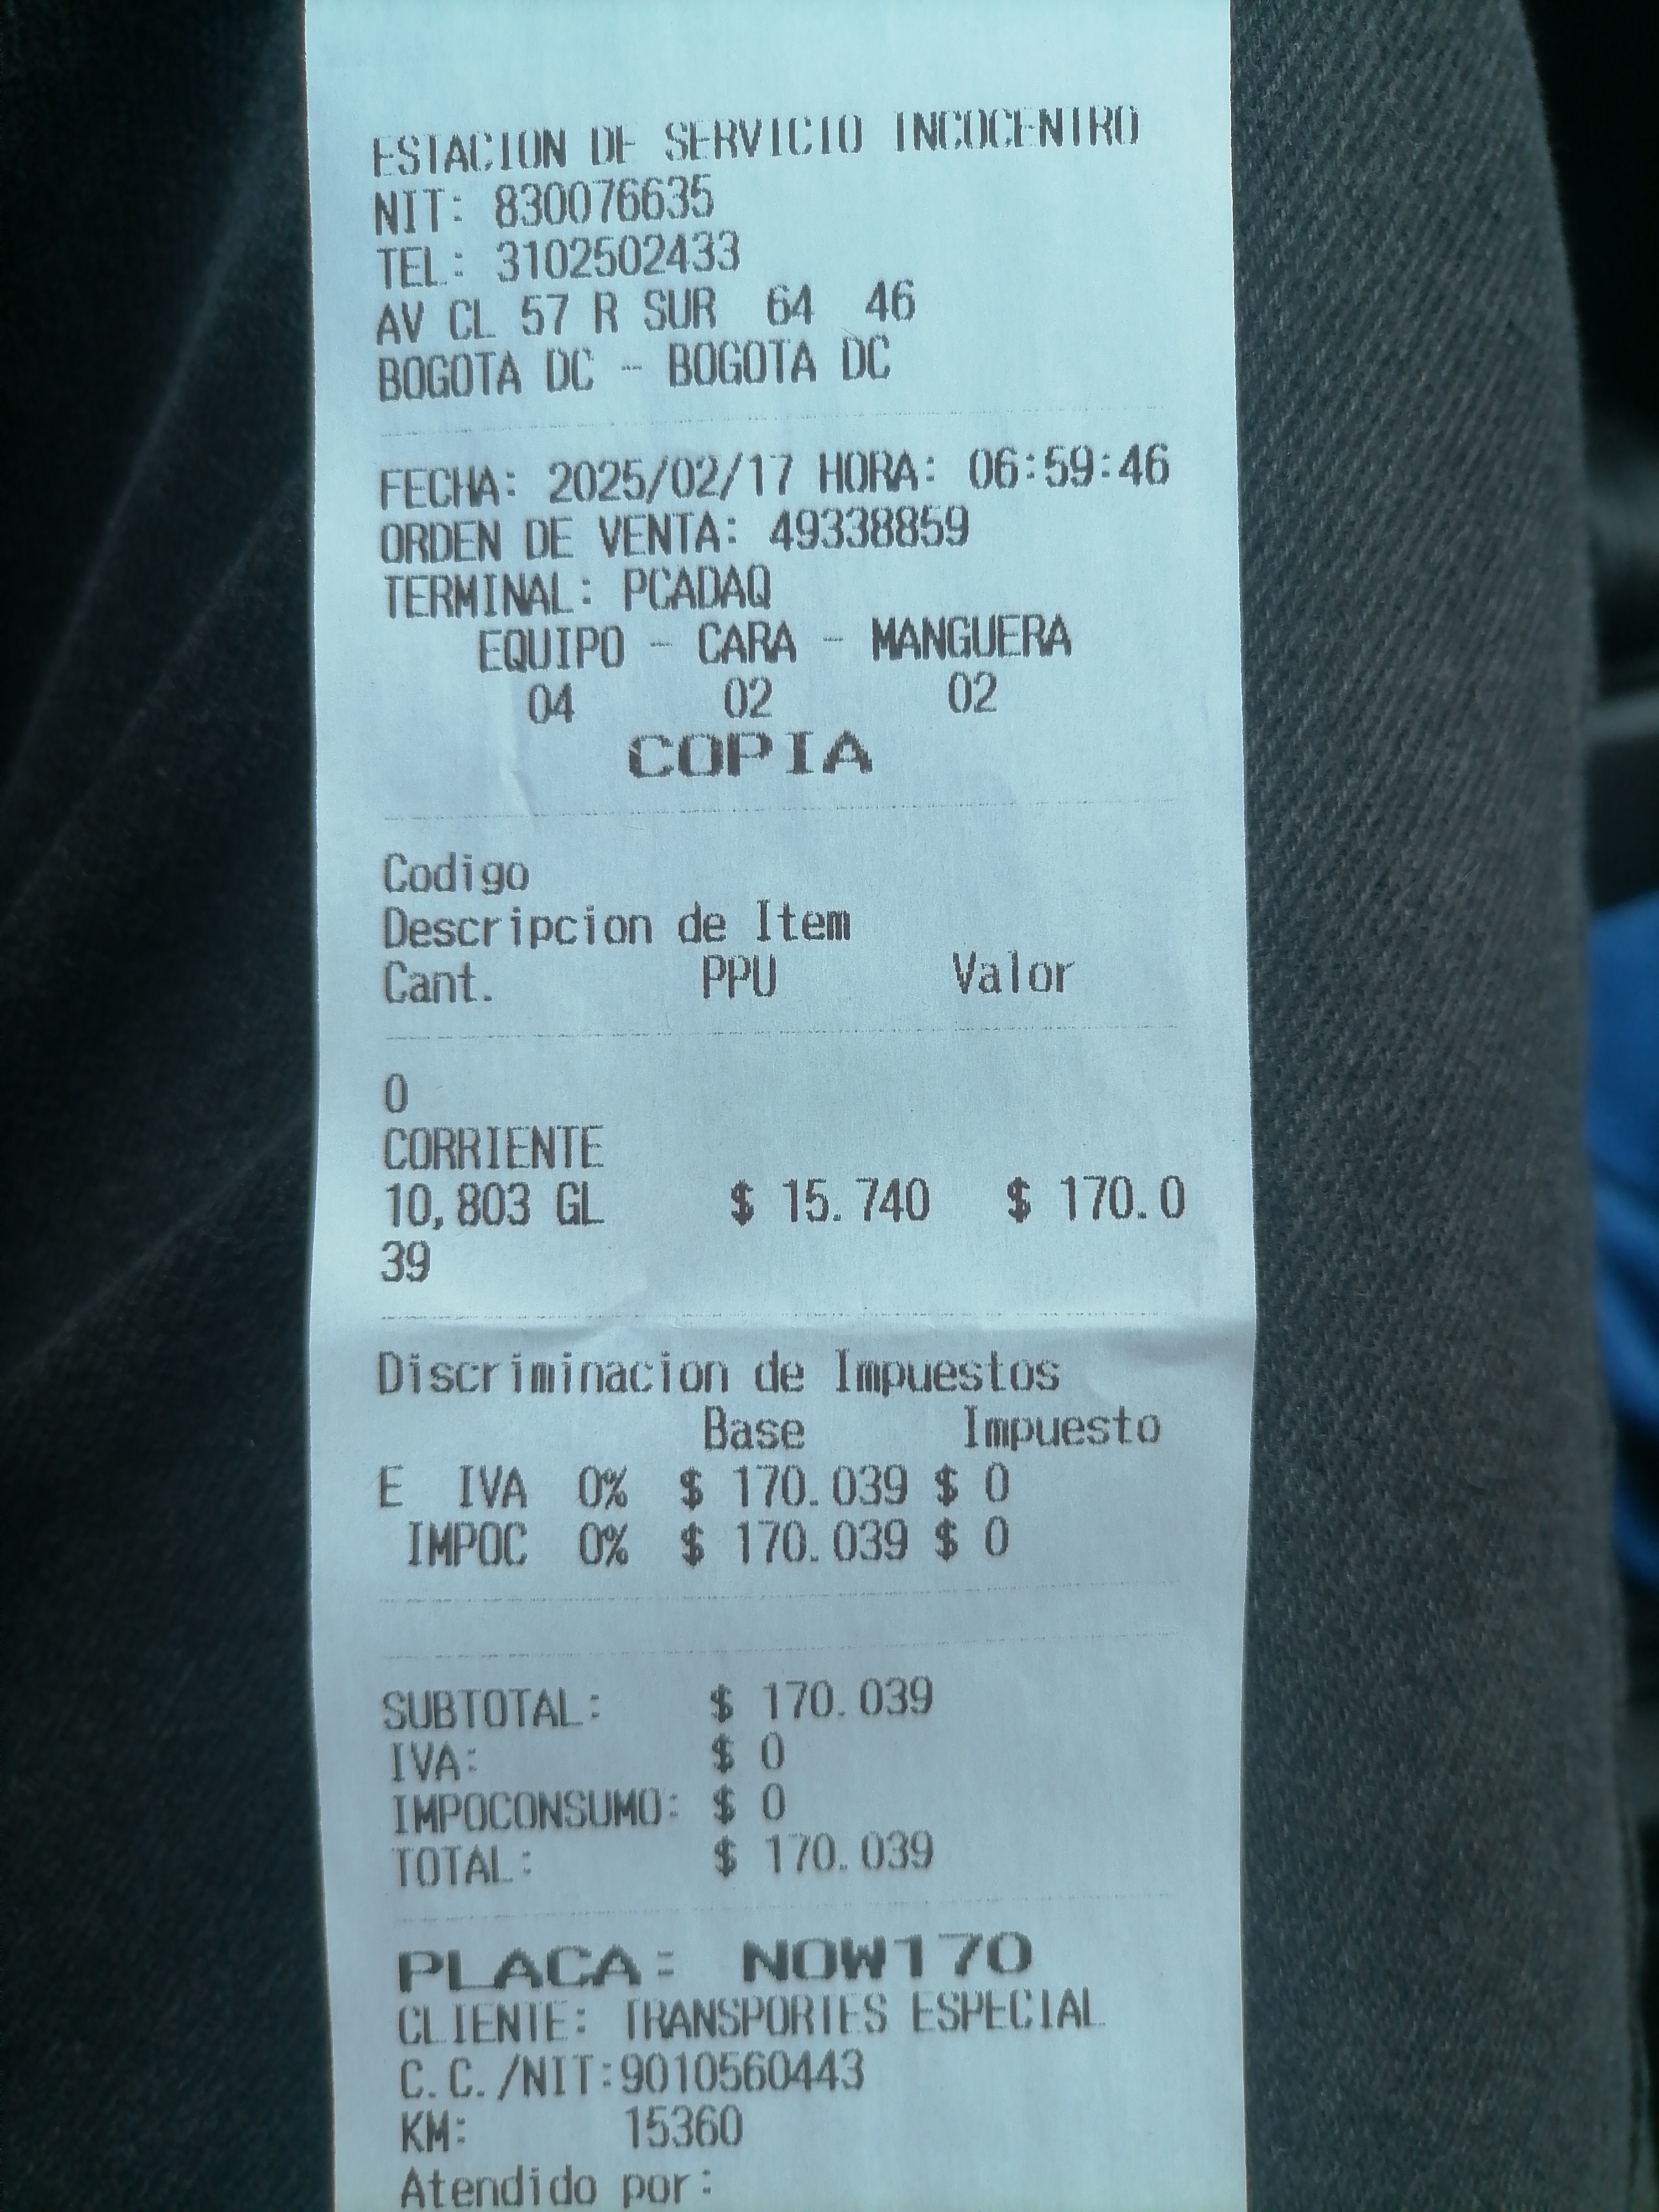 ESTACION DE SERVICIO INCOCENTRO
NIT: 830076635
TEL: 3102502433
AV CL 57 R SUR 64 46
BOGOTA DC - BOGOTA DC
FECHA: 2025/02/17 HORA: 06:59:46
ORDEN DE VENTA: 49338859
TERMINAL: PCADAQ
EQUIPO - CARA - MANGUERA
04 02 02
COPIA
Codigo
Descripcion de Item
Cant. PPU Valor
0
CORRIENTE
10,803 GL $ 15.740 $ 170.0
39
Discriminacion de Impuestos
Base Impuesto
E IVA 0% $ 170.039 $ 0
IMPOC 0% $ 170.039 $ 0
SUBTOTAL: $ 170.039
IVA: $ 0
IMPOCONSUMO: $ 0
TOTAL: $ 170.039
PLACA: NOW170
CLIENTE: TRANSPORTES ESPECIAL
C.C./NIT:9010560443
KM: 15360
Atendido por: